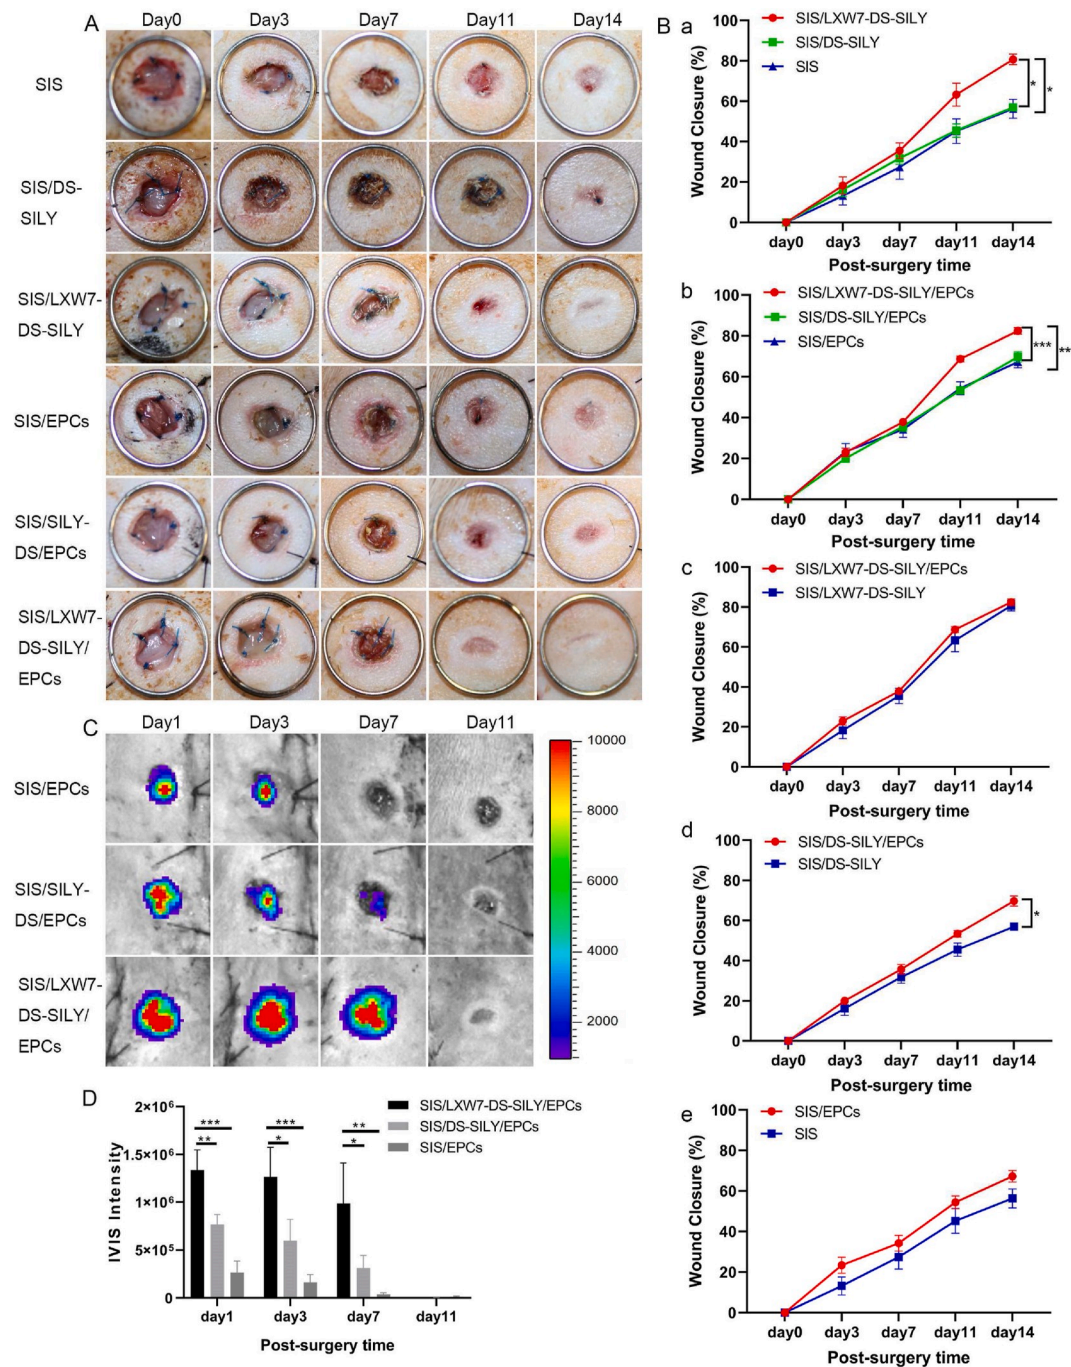 A
Day0 Day3 Day7 Day11 Day14
SIS
SIS/DS-
SILY
SIS/LXW7-
DS-SILY
SIS/EPCs
SIS/SILY-
DS/EPCs
SIS/LXW7-
DS-SILY/
EPCs
B a
SIS/LXW7-DS-SILY
SIS/DS-SILY
SIS
Wound Closure (%)
80
60
40
20
0
* *
day0 day3 day7 day11 day14
Post-surgery time
b
SIS/LXW7-DS-SILY/EPCs
SIS/DS-SILY/EPCs
SIS/EPCs
Wound Closure (%)
100
80
60
40
20
0
*** **
day0 day3 day7 day11 day14
Post-surgery time
c
SIS/LXW7-DS-SILY/EPCs
SIS/LXW7-DS-SILY
Wound Closure (%)
100
80
60
40
20
0
day0 day3 day7 day11 day14
Post-surgery time
d
SIS/DS-SILY/EPCs
SIS/DS-SILY
Wound Closure (%)
100
80
60
40
20
0
*
day0 day3 day7 day11 day14
Post-surgery time
e
SIS/EPCs
SIS
Wound Closure (%)
100
80
60
40
20
0
day0 day3 day7 day11 day14
Post-surgery time
C
Day1 Day3 Day7 Day11
SIS/EPCs
SIS/SILY-
DS/EPCs
SIS/LXW7-
DS-SILY/
EPCs
10000
8000
6000
4000
2000
D
SIS/LXW7-DS-SILY/EPCs
SIS/DS-SILY/EPCs
SIS/EPCs
IVIS Intensity
2×10⁶
1.5×10⁶
1×10⁶
5×10⁵
0
*** *** **
** * *
day1 day3 day7 day11
Post-surgery time